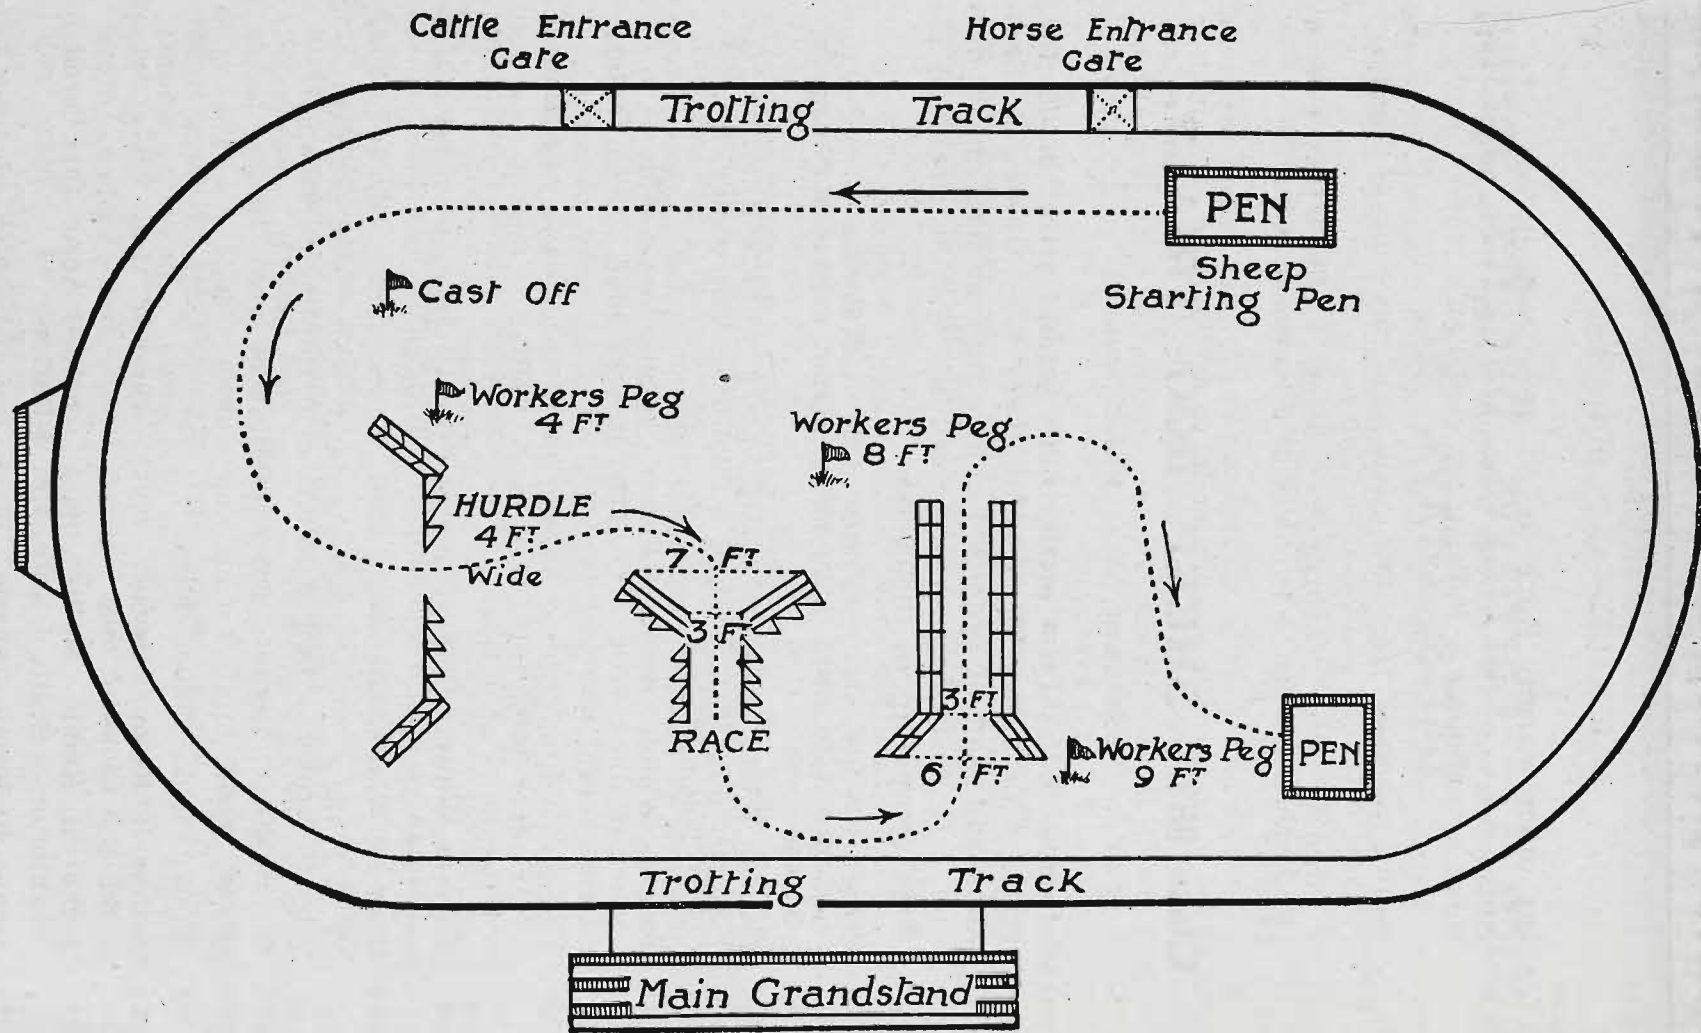 Cattle Entrance
Gate
Horse Entrance
Gate
Trotting Track
PEN
Sheep
Starting Pen
Cast Off
Workers Peg
4 FT
Workers Peg
8 FT
HURDLE
4 FT
Wide
7 FT
3 FT
RACE
3 FT
6 FT
Workers Peg
9 FT
PEN
Trotting Track
Main Grandstand